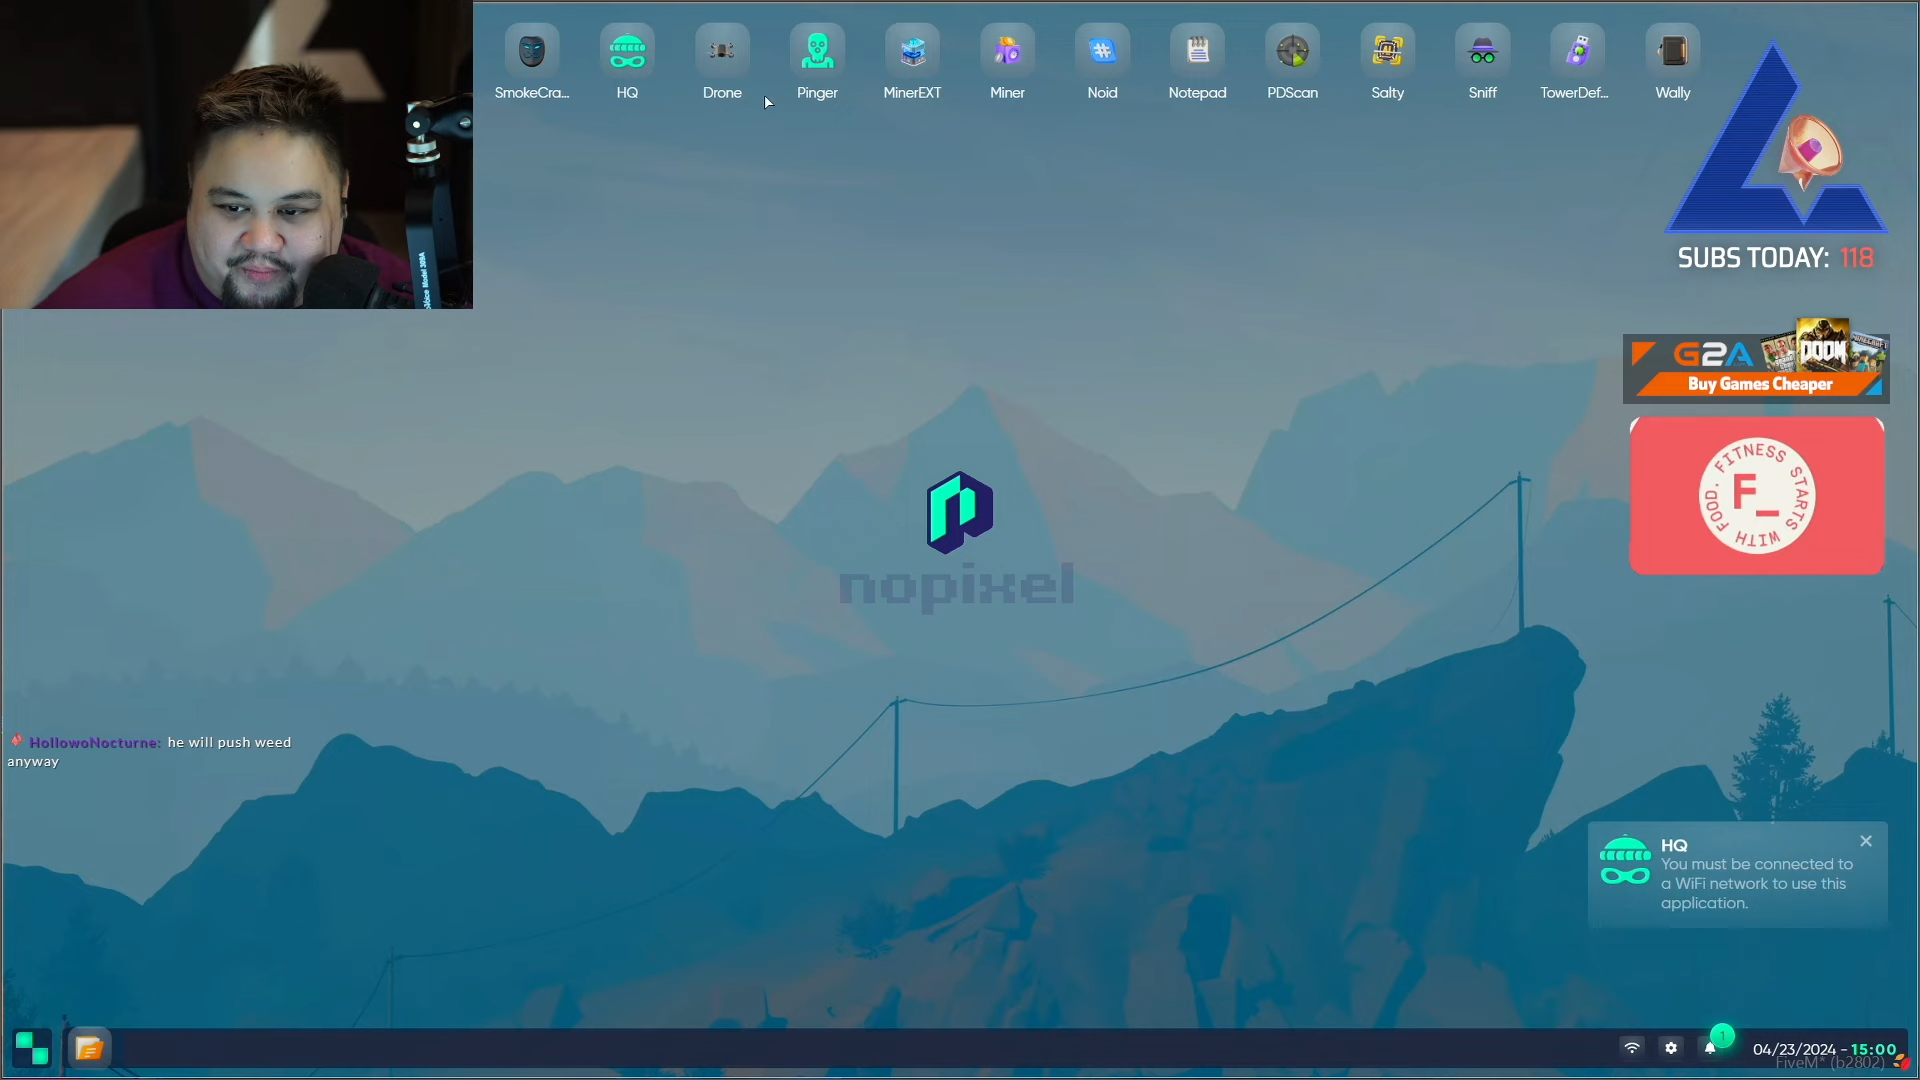 SmokeCra...
HQ
Drone
Pinger
MinerEXT
Miner
Noid
Notepad
PDScan
Salty
Sniff
TowerDef...
Wally
SUBS TODAY: 118
G2A
DOOM
Buy Games Cheaper
FITNESS STARTS WITH FOOD.
F_
nopixel
HollowoNocturne: he will push weed
anyway
HQ
You must be connected to
a WiFi network to use this
application.
1
04/23/2024 - 15:00
FiveM* (b2802)